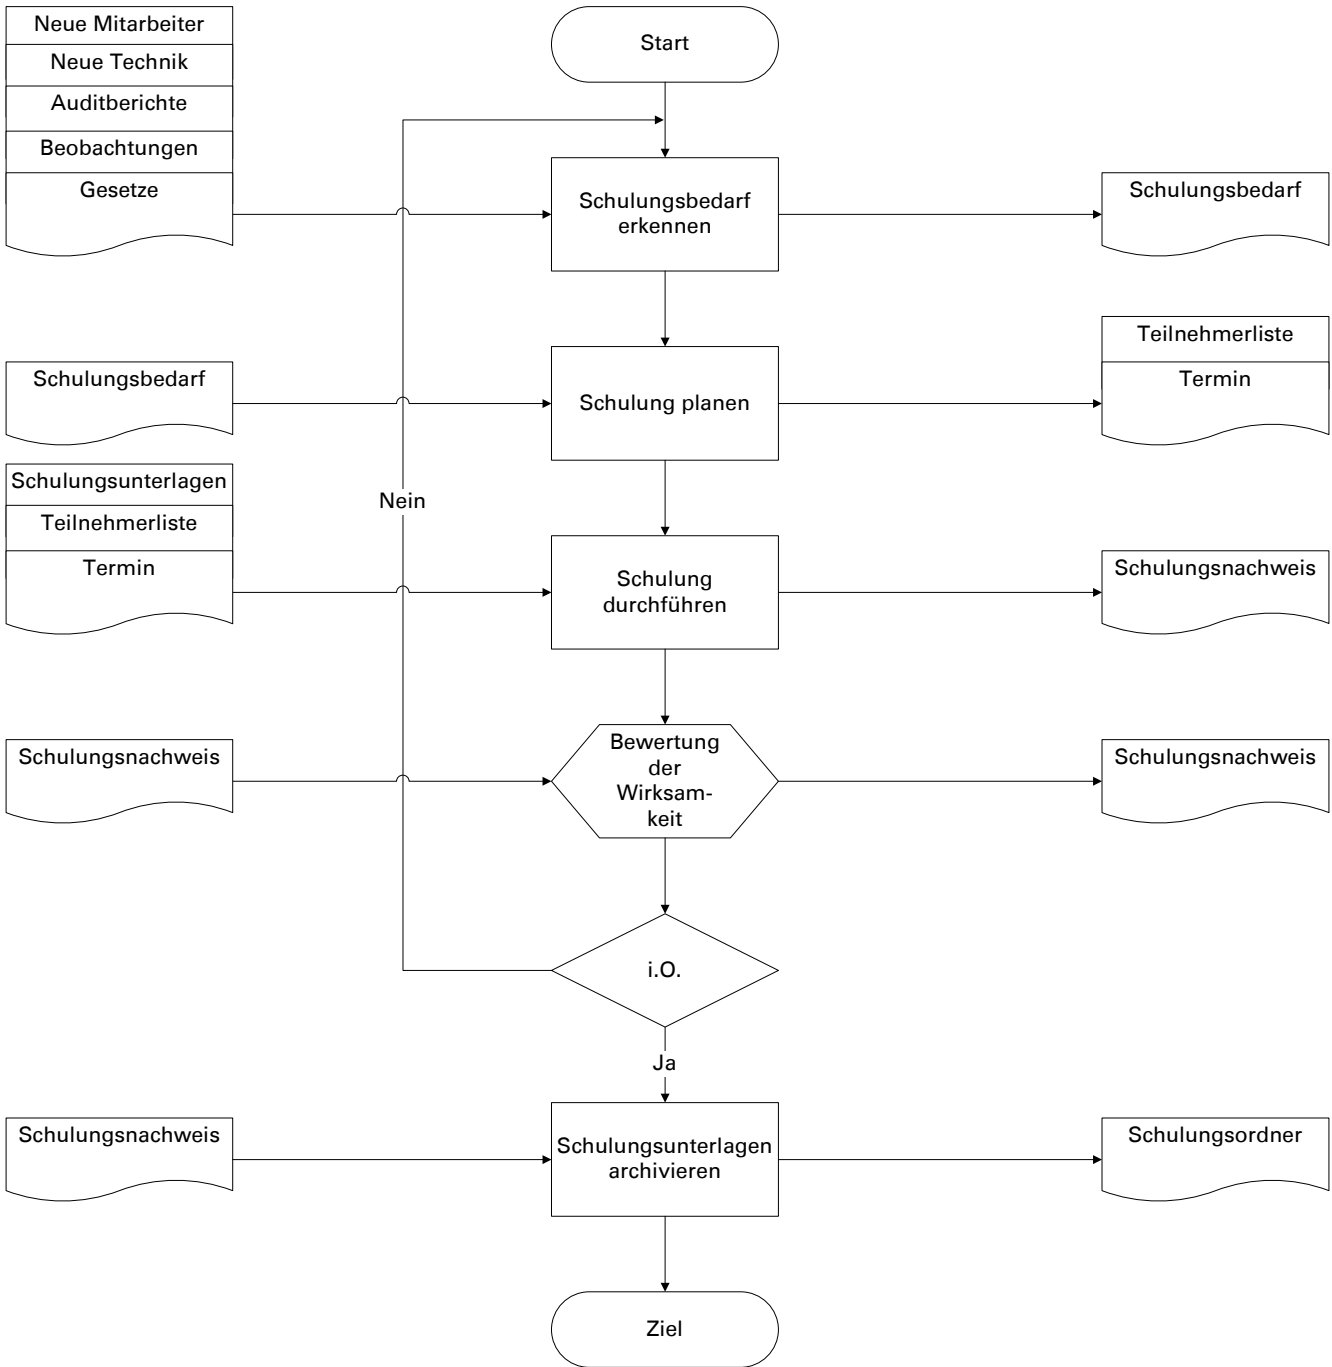 Neue Mitarbeiter
Neue Technik
Auditberichte
Beobachtungen
Gesetze
Start
Schulungsbedarf
erkennen
Schulungsbedarf
Schulungsbedarf
Schulung planen
Teilnehmerliste
Termin
Schulungsunterlagen
Teilnehmerliste
Termin
Nein
Schulung
durchführen
Schulungsnachweis
Schulungsnachweis
Bewertung
der
Wirksam-
keit
Schulungsnachweis
i.O.
Ja
Schulungsnachweis
Schulungsunterlagen
archivieren
Schulungsordner
Ziel